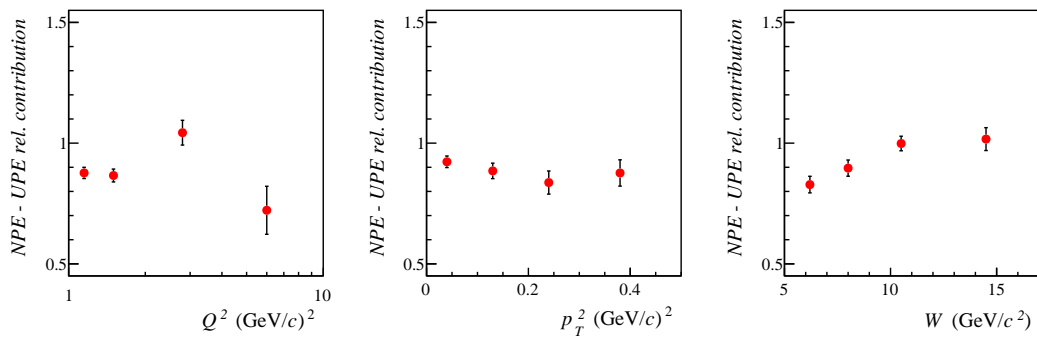 NPE - UPE rel. contribution
1.5
1
0.5
1
10
Q² (GeV/c)²
NPE - UPE rel. contribution
1.5
1
0.5
0
0.2
0.4
p_T² (GeV/c)²
NPE - UPE rel. contribution
1.5
1
0.5
5
10
15
W (GeV/c²)